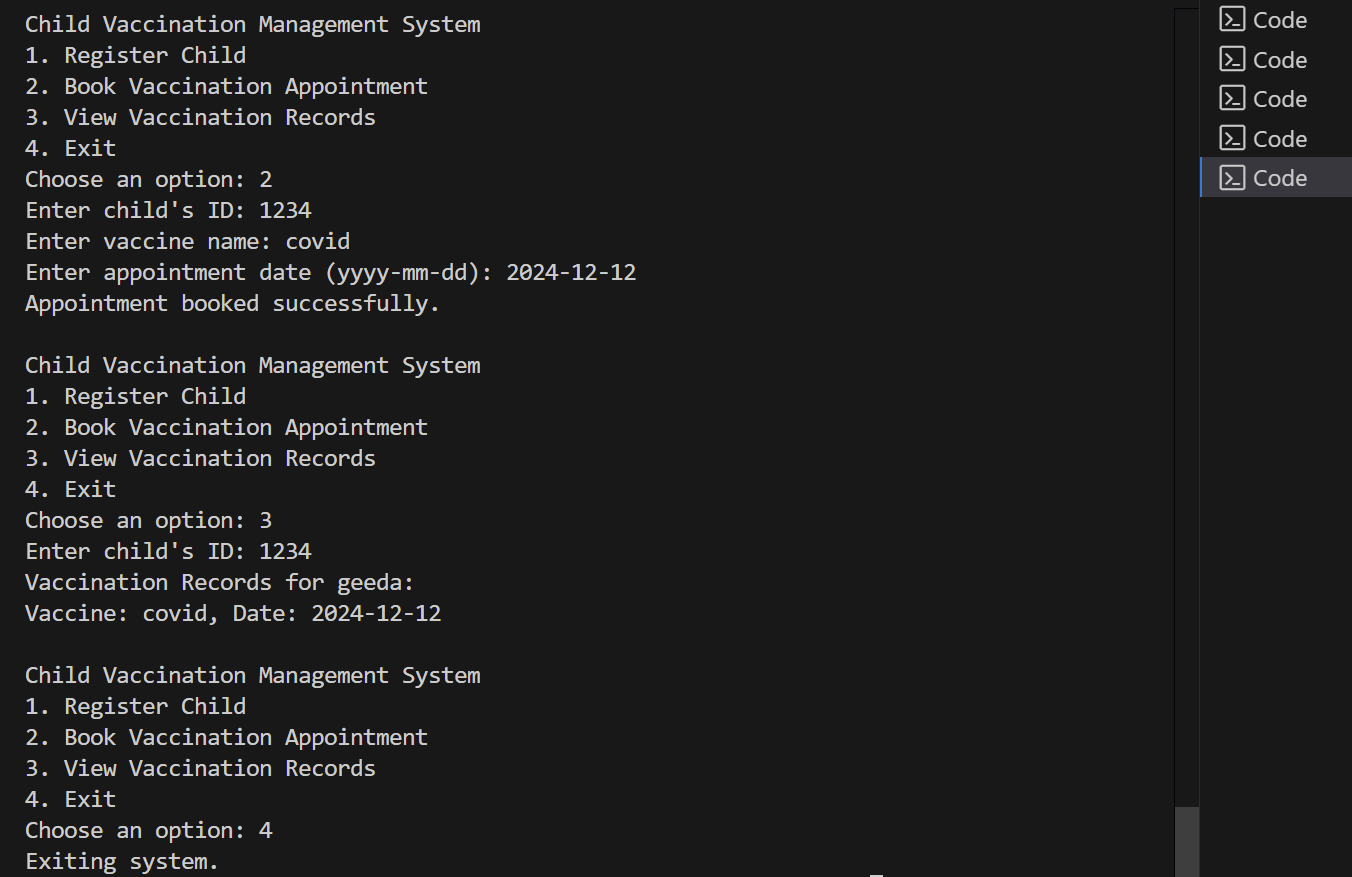 Child Vaccination Management System
1. Register Child
2. Book Vaccination Appointment
3. View Vaccination Records
4. Exit
Choose an option: 2
Enter child's ID: 1234
Enter vaccine name: covid
Enter appointment date (yyyy-mm-dd): 2024-12-12
Appointment booked successfully.
Child Vaccination Management System
1. Register Child
2. Book Vaccination Appointment
3. View Vaccination Records
4. Exit
Choose an option: 3
Enter child's ID: 1234
Vaccination Records for geeda:
Vaccine: covid, Date: 2024-12-12
Child Vaccination Management System
1. Register Child
2. Book Vaccination Appointment
3. View Vaccination Records
4. Exit
Choose an option: 4
Exiting system.
Code
Code
Code
Code
Code